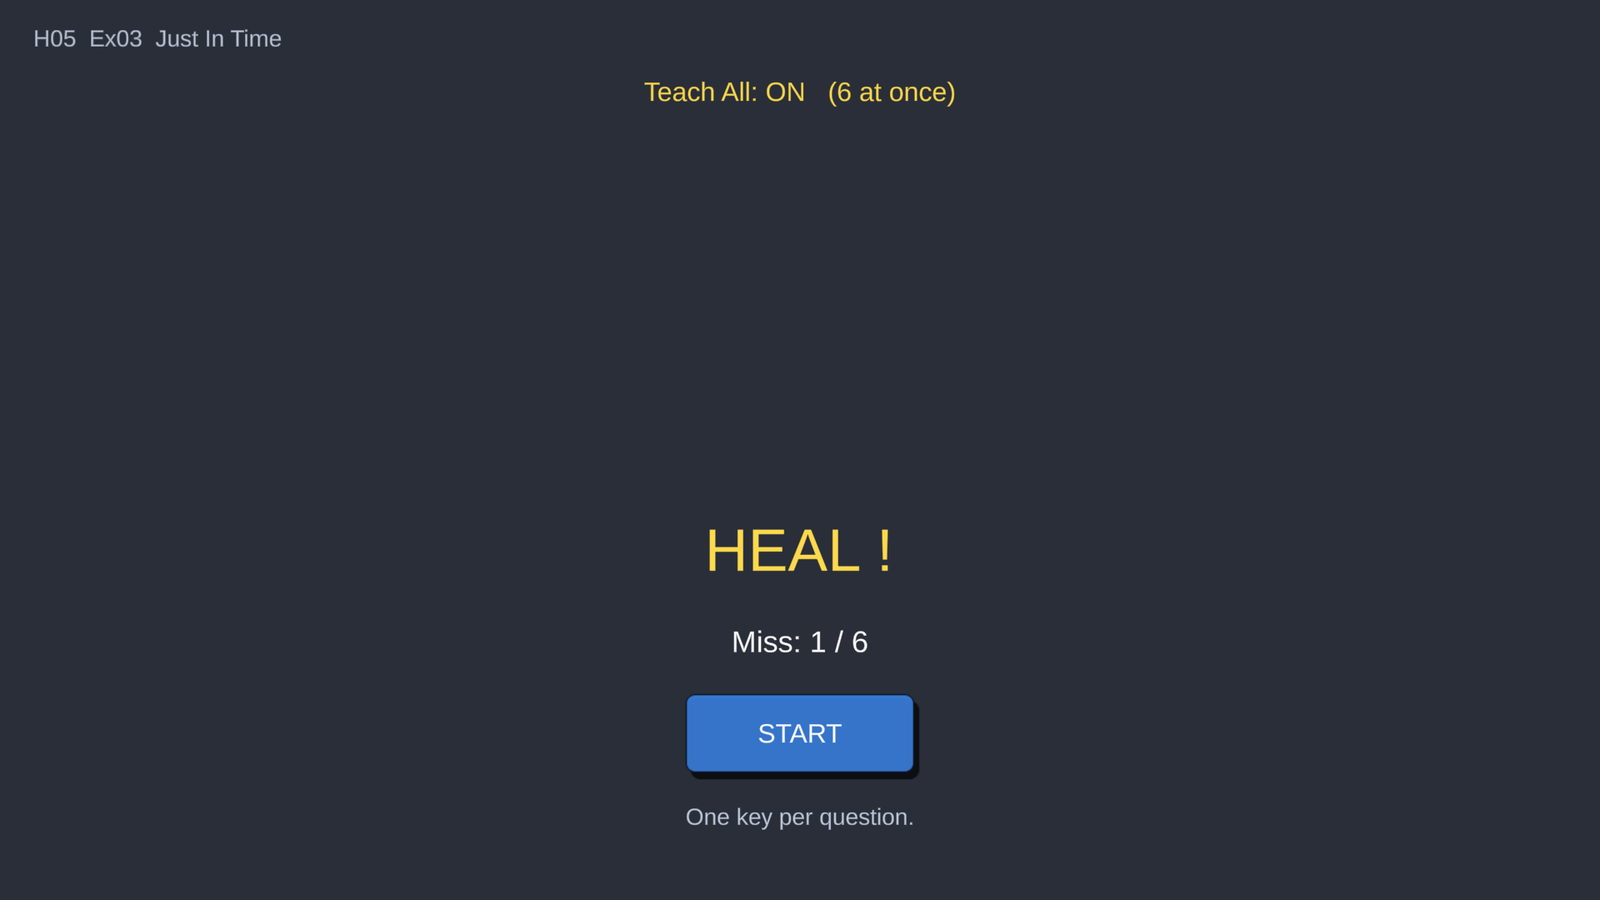 H05 Ex03 Just In Time
Teach All: ON (6 at once)
HEAL !
Miss: 1 / 6
START
One key per question.